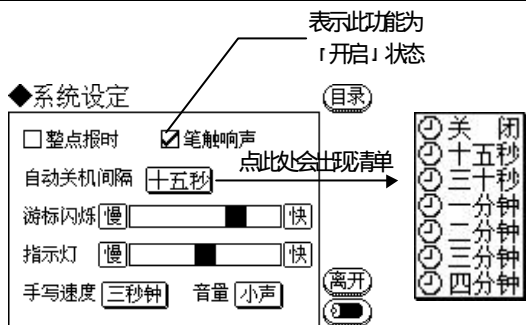 表示此功能为
「开启」状态
◆系统设定
目录
整点报时 笔触响声
自动关机间隔 十五秒
点此处会出现清单
游标闪烁 慢 快
指示灯 慢 快
手写速度 三秒钟 音量 小声
离开
关 闭
十五秒
三十秒
一分钟
二分钟
三分钟
四分钟